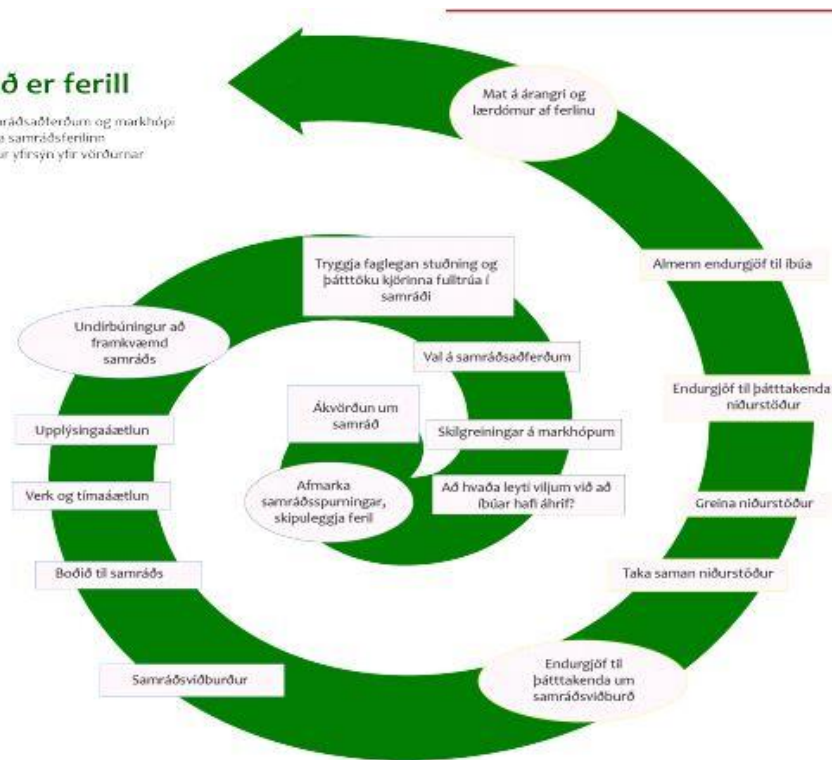 ð er ferill
ráðsaðferðum og markhópi
a samráðsferilinn
ur yfirsýn yfir vörðurnar
Mat á árangri og
lærdómur af ferlinu
Almenn endurgjöf til íbúa
Endurgjöf til þátttakenda
niðurstöður
Greina niðurstöður
Taka saman niðurstöður
Endurgjöf til
þátttakenda um
samráðsviðburð
Samráðsviðburður
Boðið til samráðs
Verk og tímaáætlun
Upplýsingaáætlun
Undirbúningur að
framkvæmd
samráðs
Tryggja faglegan stuðning og
þátttöku kjörinna fulltrúa í
samráði
Val á samráðsaðferðum
Skilgreiningar á markhópum
Að hvaða leyti viljum við að
íbúar hafi áhrif?
Afmarka
samráðsspurningar,
skipuleggja feril
Ákvörðun um
samráð